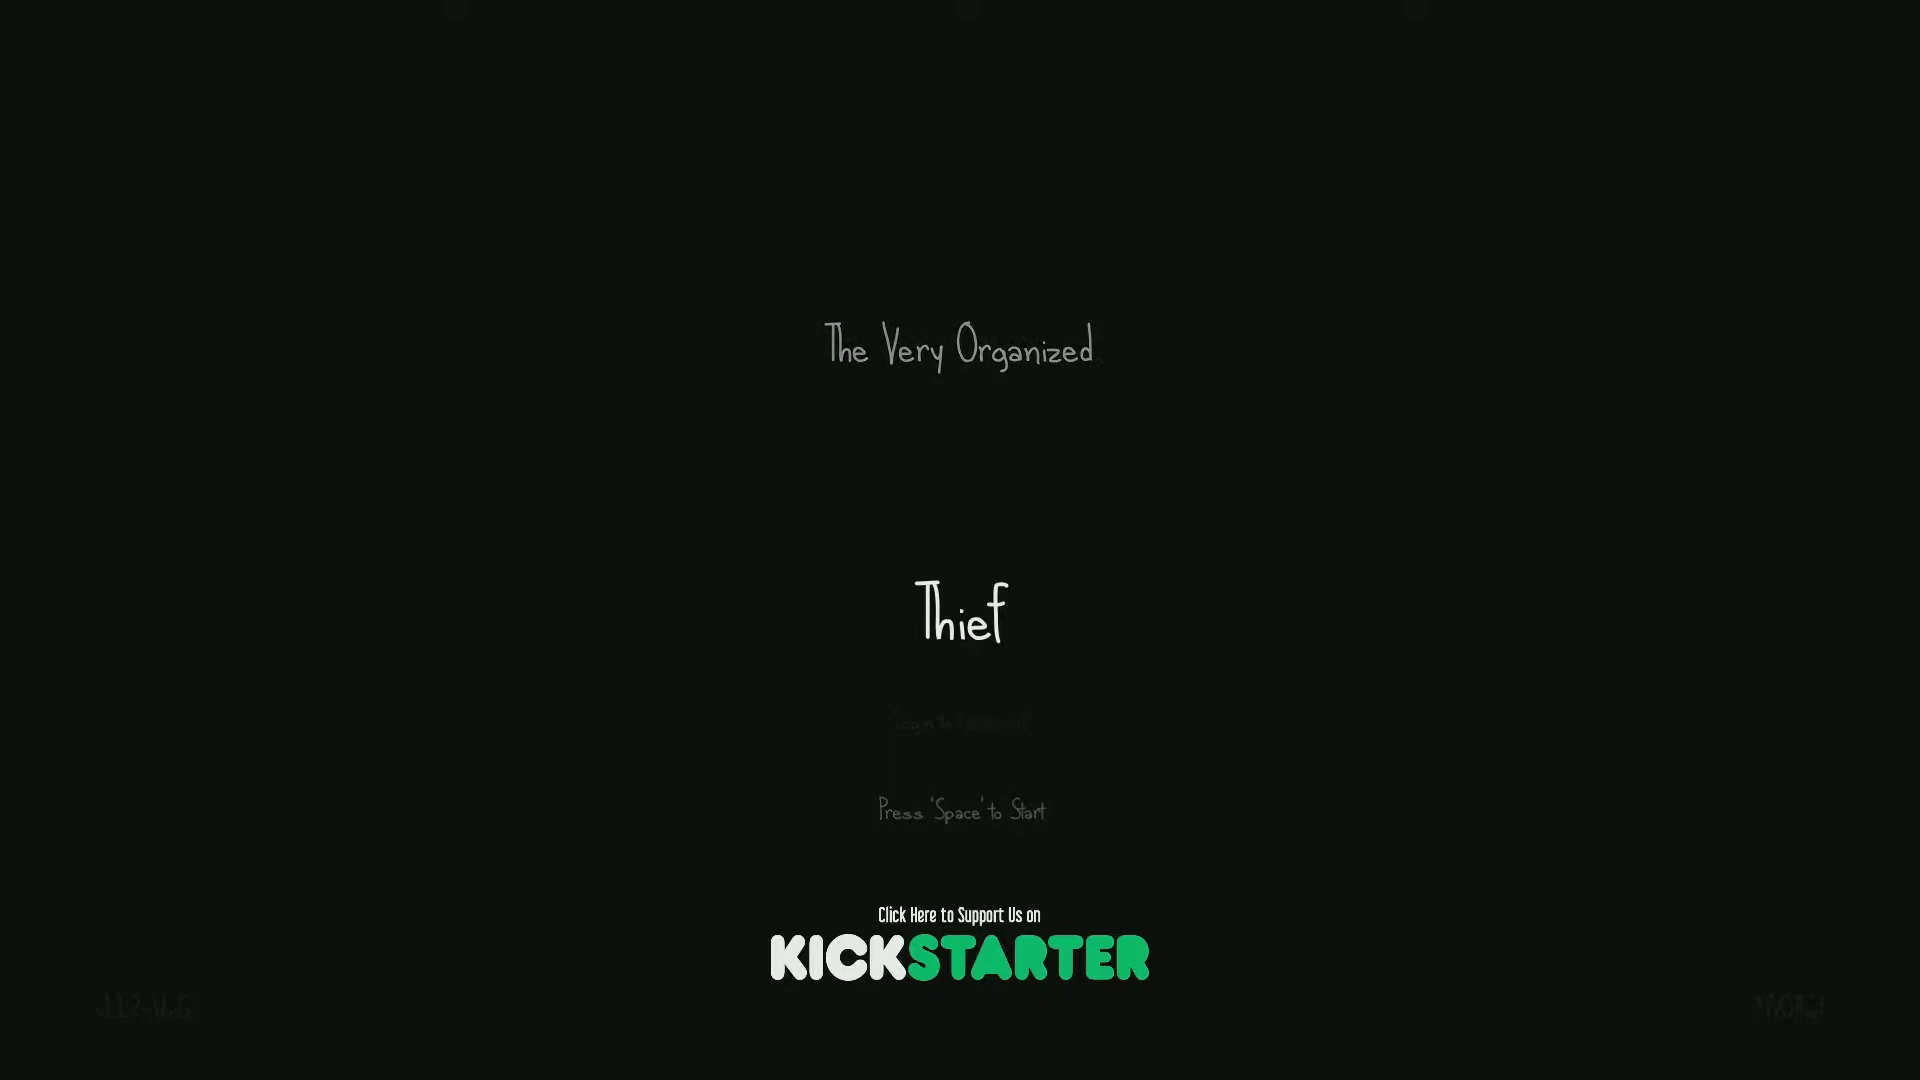 The Very Organized
Thief
Press 'Space' to Start
Click Here to Support Us on
KICKSTARTER